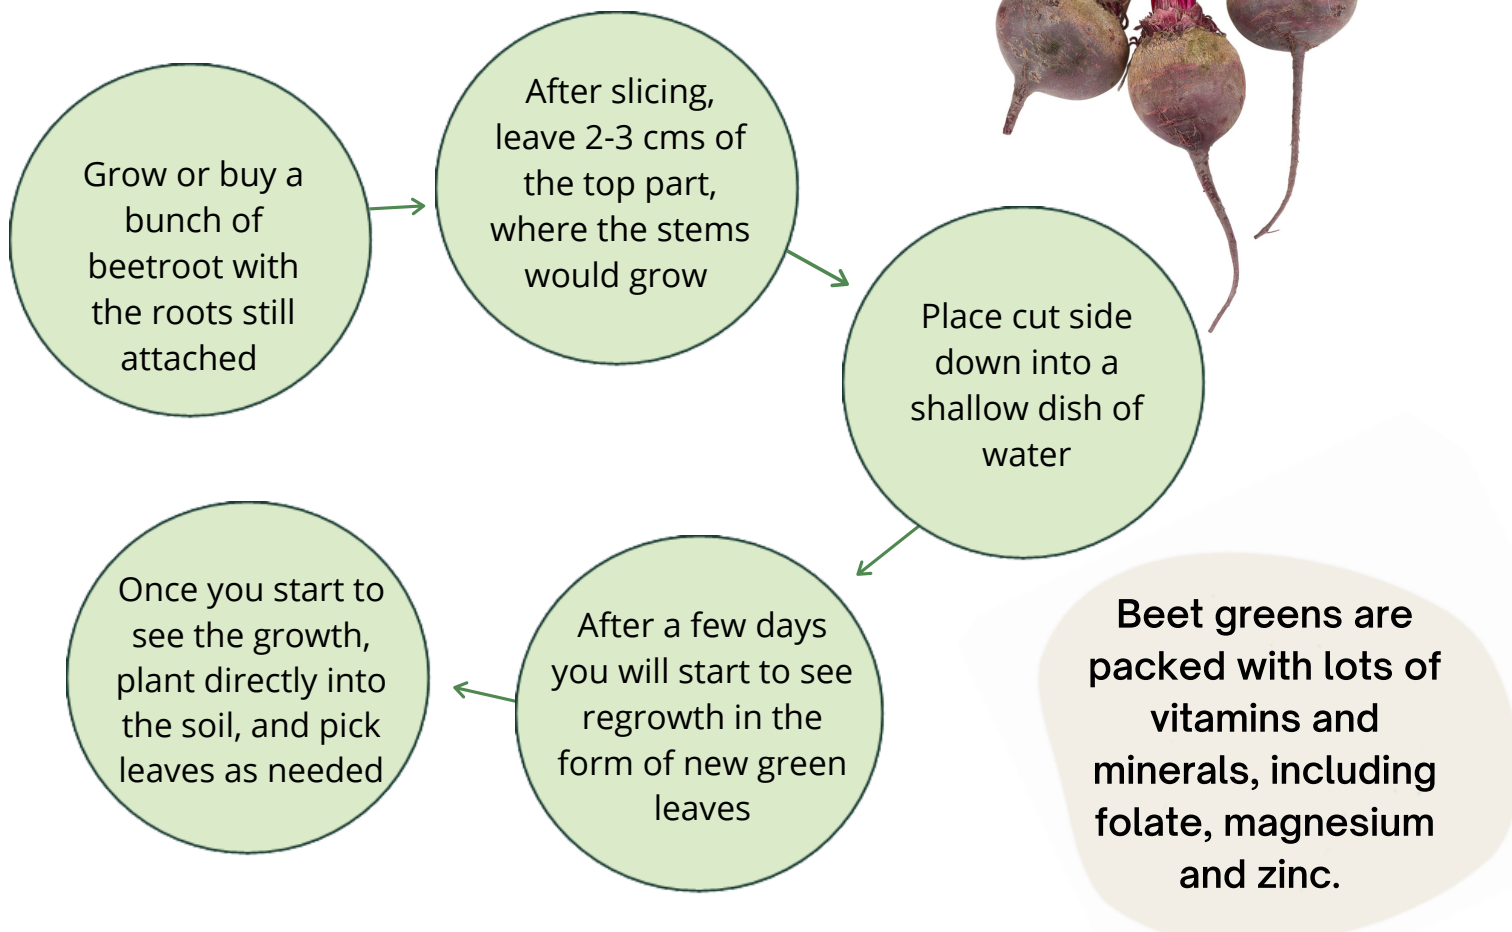 Grow or buy a
bunch of
beetroot with
the roots still
attached
After slicing,
leave 2-3 cms of
the top part,
where the stems
would grow
Place cut side
down into a
shallow dish of
water
After a few days
you will start to see
regrowth in the
form of new green
leaves
Once you start to
see the growth,
plant directly into
the soil, and pick
leaves as needed
Beet greens are
packed with lots of
vitamins and
minerals, including
folate, magnesium
and zinc.